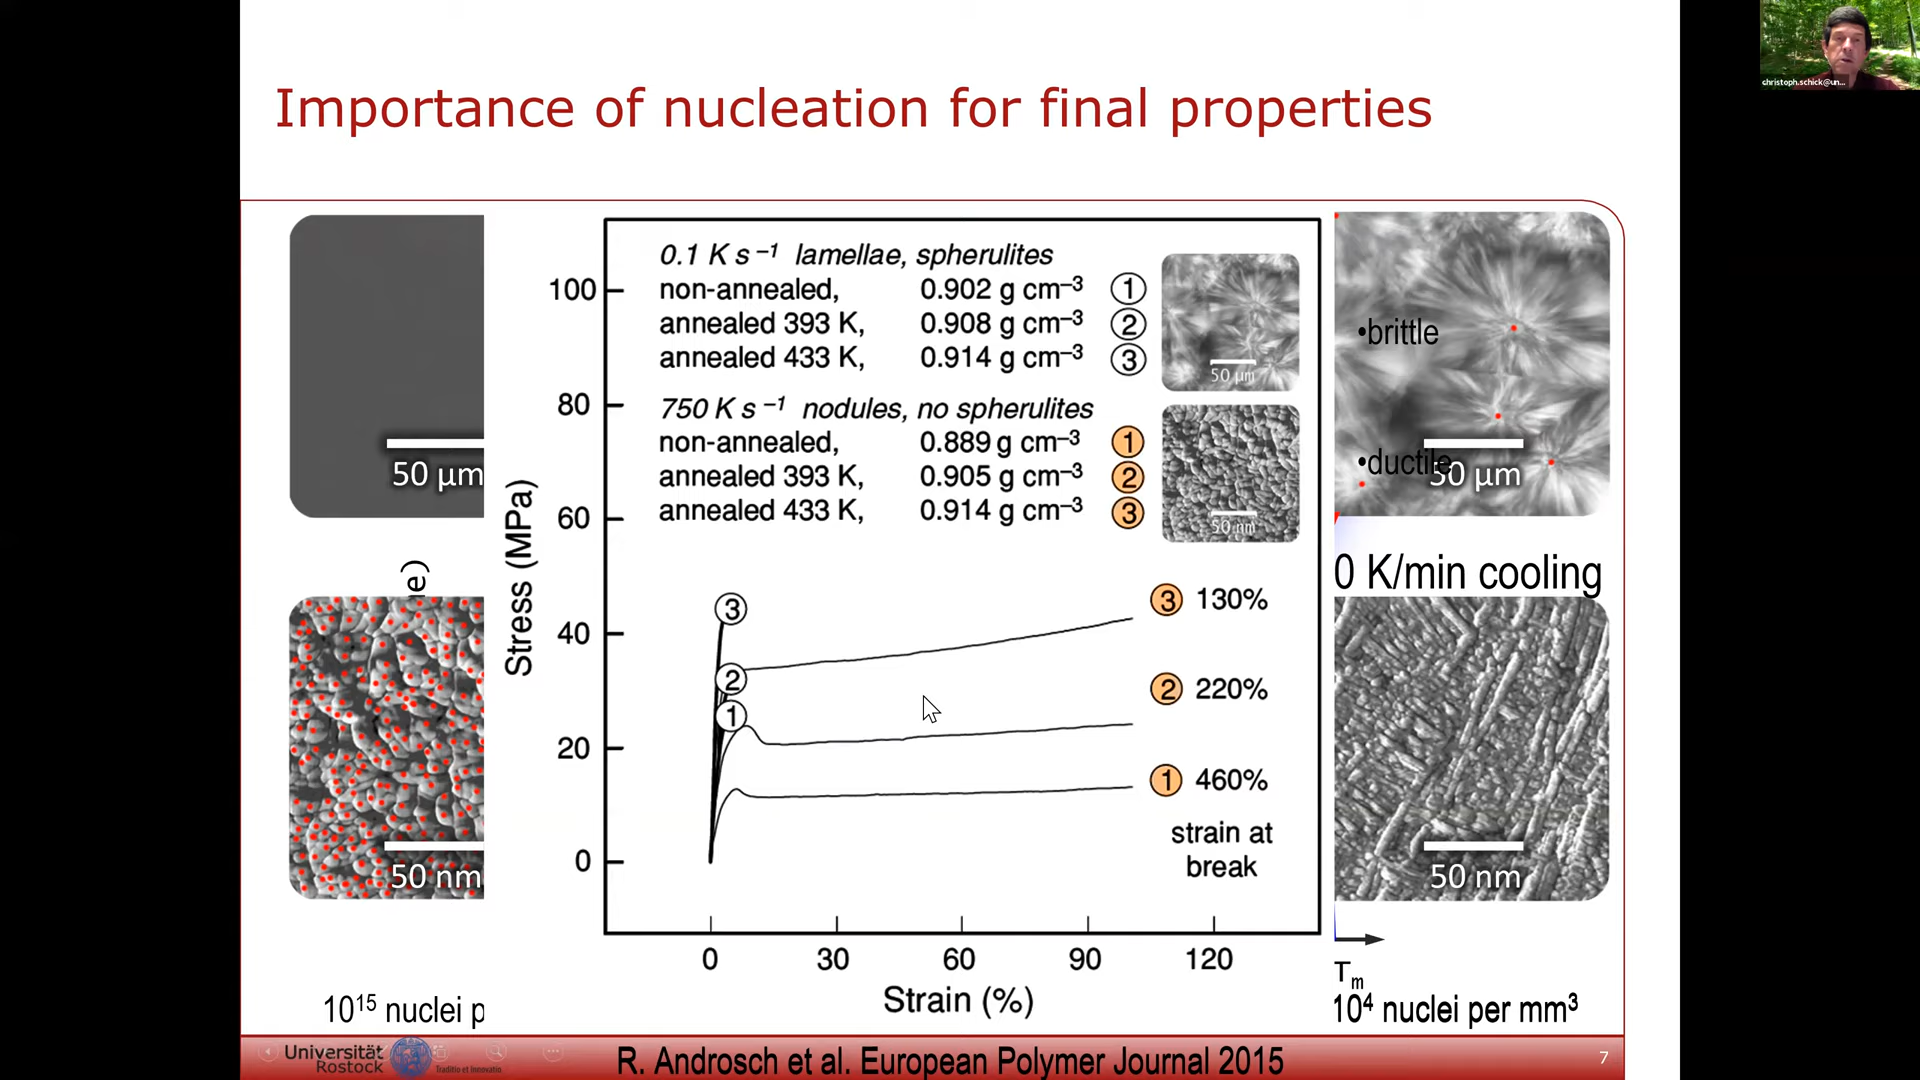 christoph.schick@un...
Importance of nucleation for final properties
0.1 K s⁻¹ lamellae, spherulites
non-annealed, 0.902 g cm⁻³ 1
annealed 393 K, 0.908 g cm⁻³ 2
annealed 433 K, 0.914 g cm⁻³ 3
50 µm
750 K s⁻¹ nodules, no spherulites
non-annealed, 0.889 g cm⁻³ 1
annealed 393 K, 0.905 g cm⁻³ 2
annealed 433 K, 0.914 g cm⁻³ 3
50 nm
100
80
60
40
20
0
Stress (MPa)
3
2
1
3 130%
2 220%
1 460%
strain at
break
0 30 60 90 120
Strain (%)
50 µm
e)
50 nm
10¹⁵ nuclei p
•brittle
•ductile
50 µm
0 K/min cooling
50 nm
Tₘ
10⁴ nuclei per mm³
Universität
Rostock
Traditio et Innovatio
R. Androsch et al. European Polymer Journal 2015
7